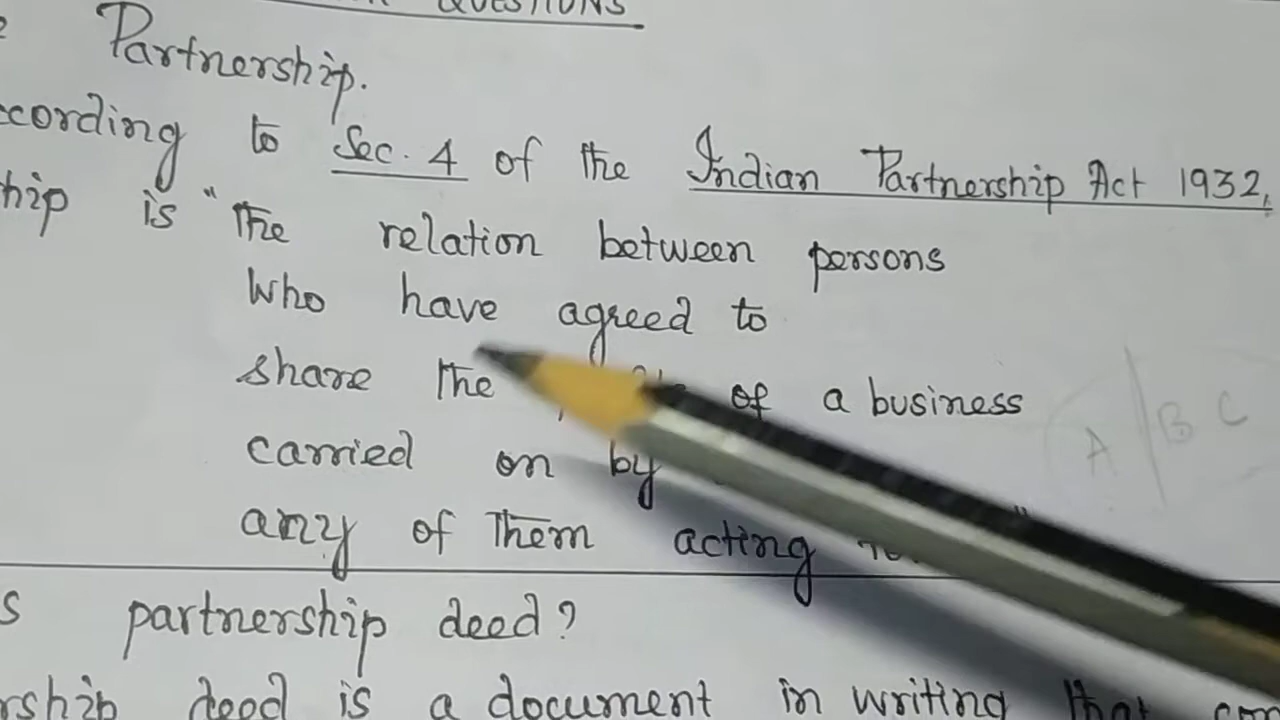 QUESTIONS
Partnership.
ccording to Sec. 4 of the Indian Partnership Act 1932,
hip is "the relation between persons
who have agreed to
share the of a business
carried on by
any of them acting
A B C
s partnership deed?
rship deed is a document in writing that